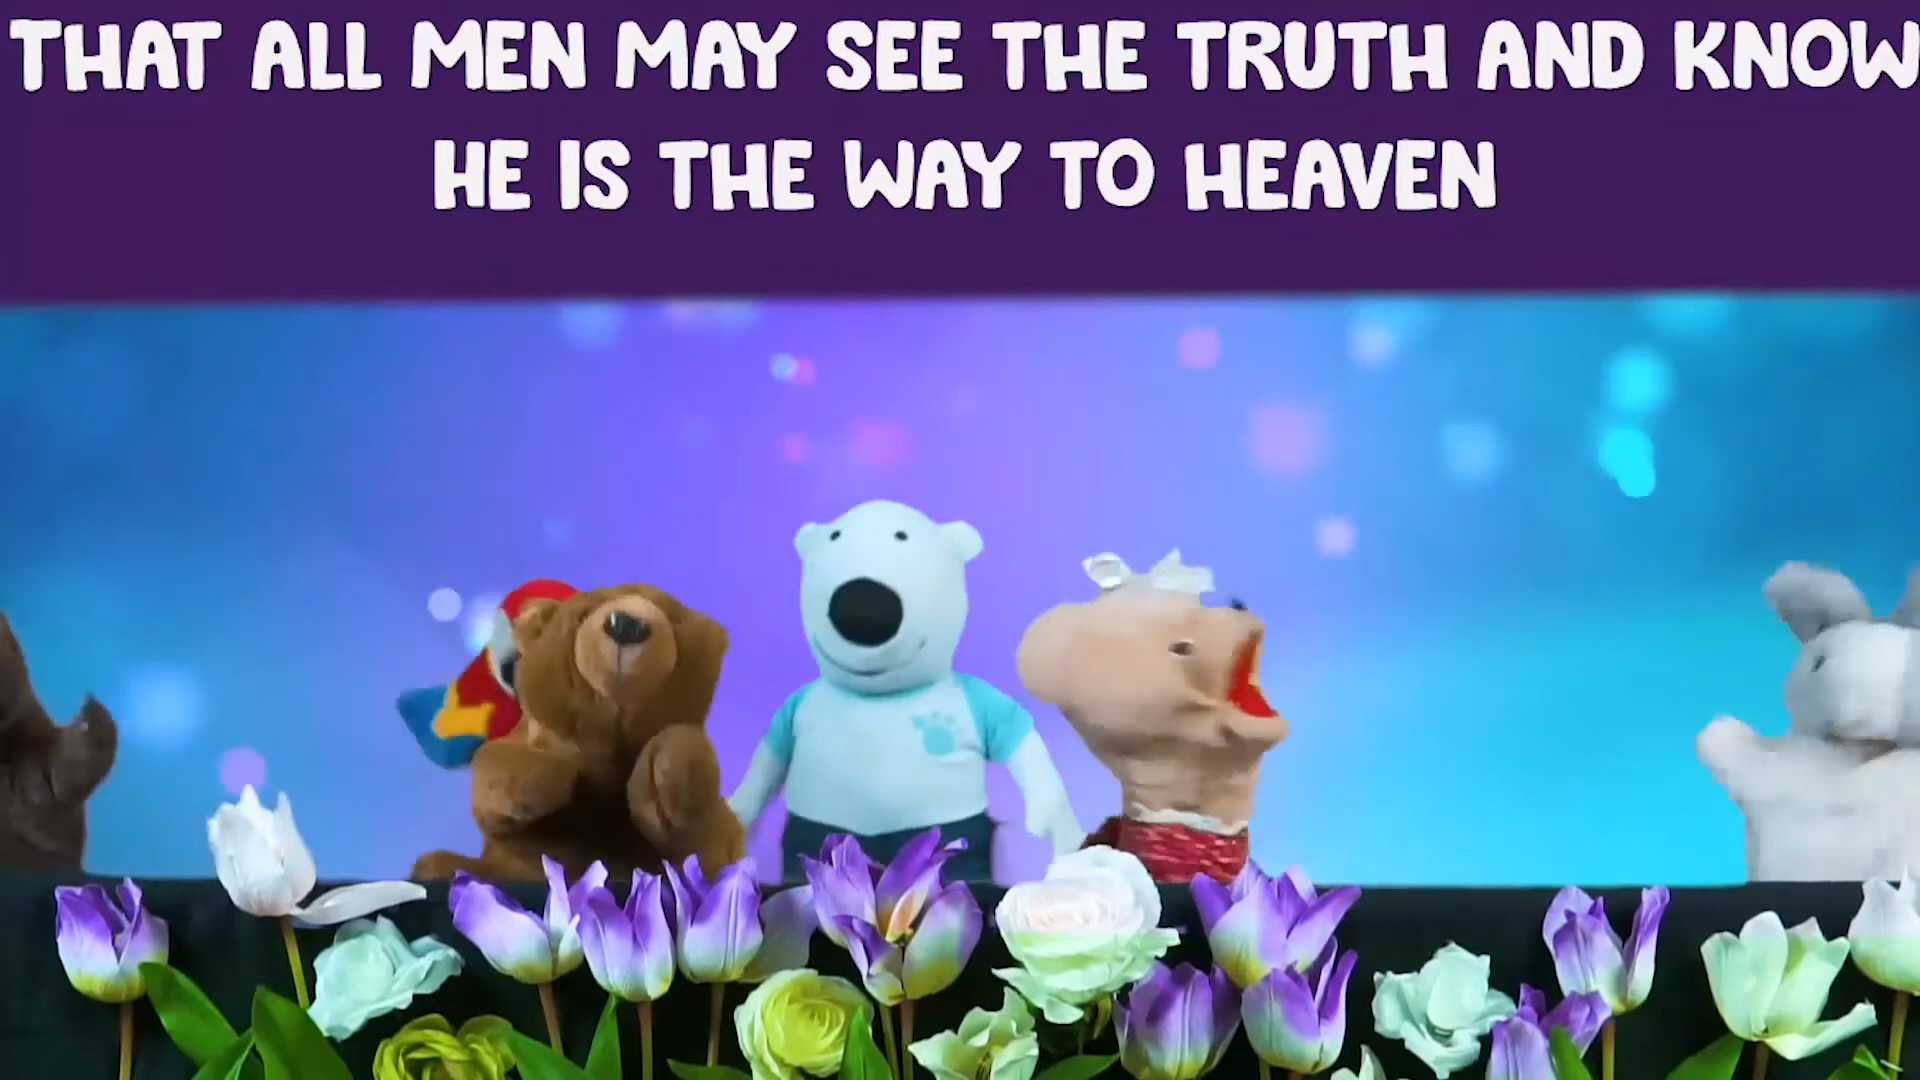 THAT ALL MEN MAY SEE THE TRUTH AND KNOW
HE IS THE WAY TO HEAVEN